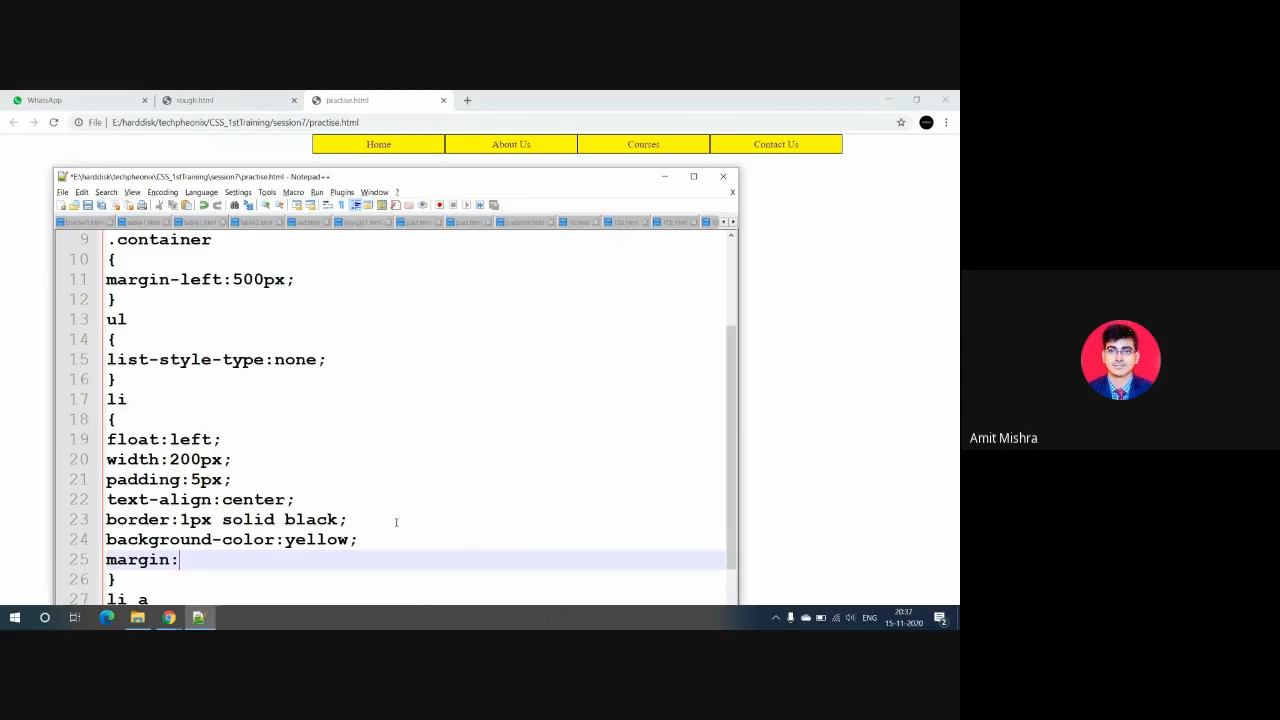 WhatsApp
rough.html
practise.html
File | E:/harddisk/techpheonix/CSS_1stTraining/session7/practise.html
Home About Us Courses Contact Us
*E:\harddisk\techpheonix\CSS_1stTraining\session7\practise.html - Notepad++
File Edit Search View Encoding Language Settings Tools Macro Run Plugins Window ?
X
9 .container
10 {
11 margin-left:500px;
12 }
13 ul
14 {
15 list-style-type:none;
16 }
17 li
18 {
19 float:left;
20 width:200px;
21 padding:5px;
22 text-align:center;
23 border:1px solid black;
24 background-color:yellow;
25 margin:
26 }
27 li a
ENG
20:37
15-11-2020
2
Amit Mishra